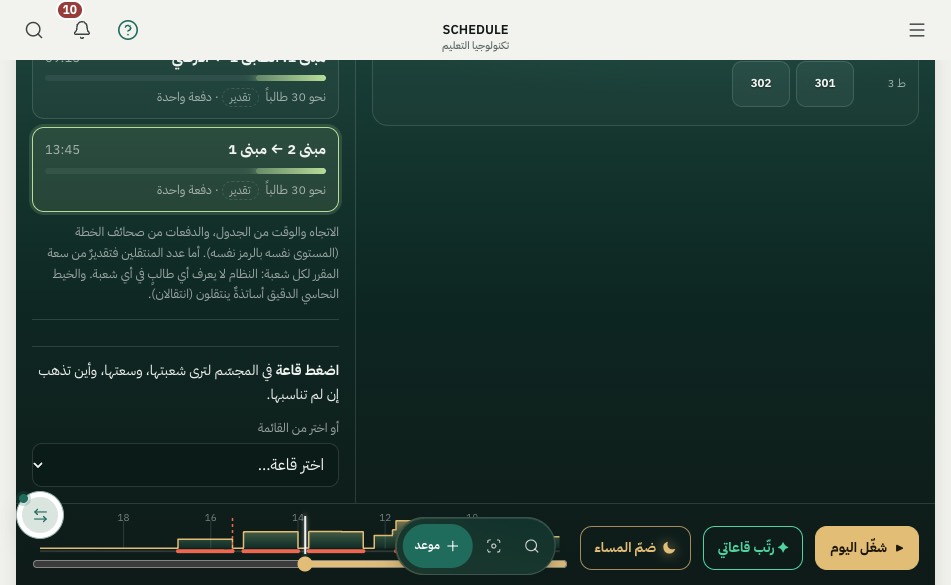 10
SCHEDULE
تكنولوجيا التعليم
نحو 30 طالباً تقدير · دفعة واحدة
مبنى 2 ← مبنى 1
13:45
نحو 30 طالباً تقدير · دفعة واحدة
الاتجاه والوقت من الجدول، والدفعات من صحائف الخطة
(المستوى نفسه بالرمز نفسه). أما عدد المنتقلين فتقديرٌ من سعة
المقرر لكل شعبة: النظام لا يعرف أي طالبٍ في أي شعبة. والخيط
النحاسي الدقيق أساتذةٌ ينتقلون (انتقالان).
اضغط قاعة في المجسّم لترى شعبتها، وسعتها، وأين تذهب
إن لم تناسبها.
أو اختر من القائمة
اختر قاعة...
ط 3
301
302
شغّل اليوم
رتّب قاعاتي
ضمّ المساء
موعد
10
12
14
16
18